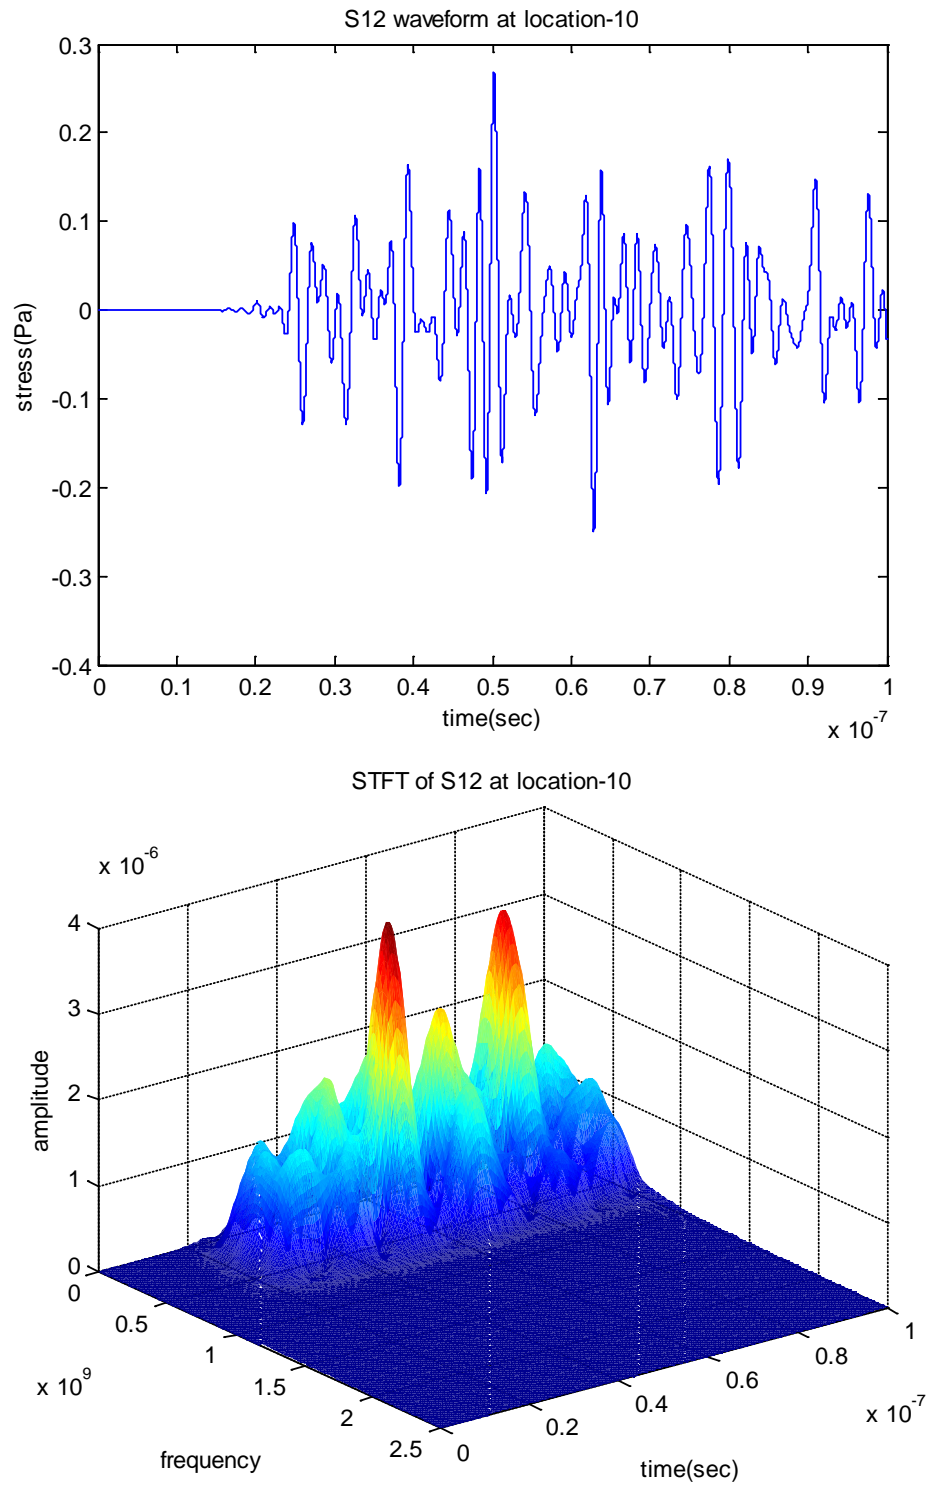 S12 waveform at location-10
0.3
0.2
0.1
0
-0.1
-0.2
-0.3
-0.4
stress(Pa)
0 0.1 0.2 0.3 0.4 0.5 0.6 0.7 0.8 0.9 1
time(sec)
x 10^-7
STFT of S12 at location-10
x 10^-6
4
3
2
1
0
amplitude
0
0.5
1
1.5
2
2.5
x 10^9
frequency
0
0.2
0.4
0.6
0.8
1
x 10^-7
time(sec)